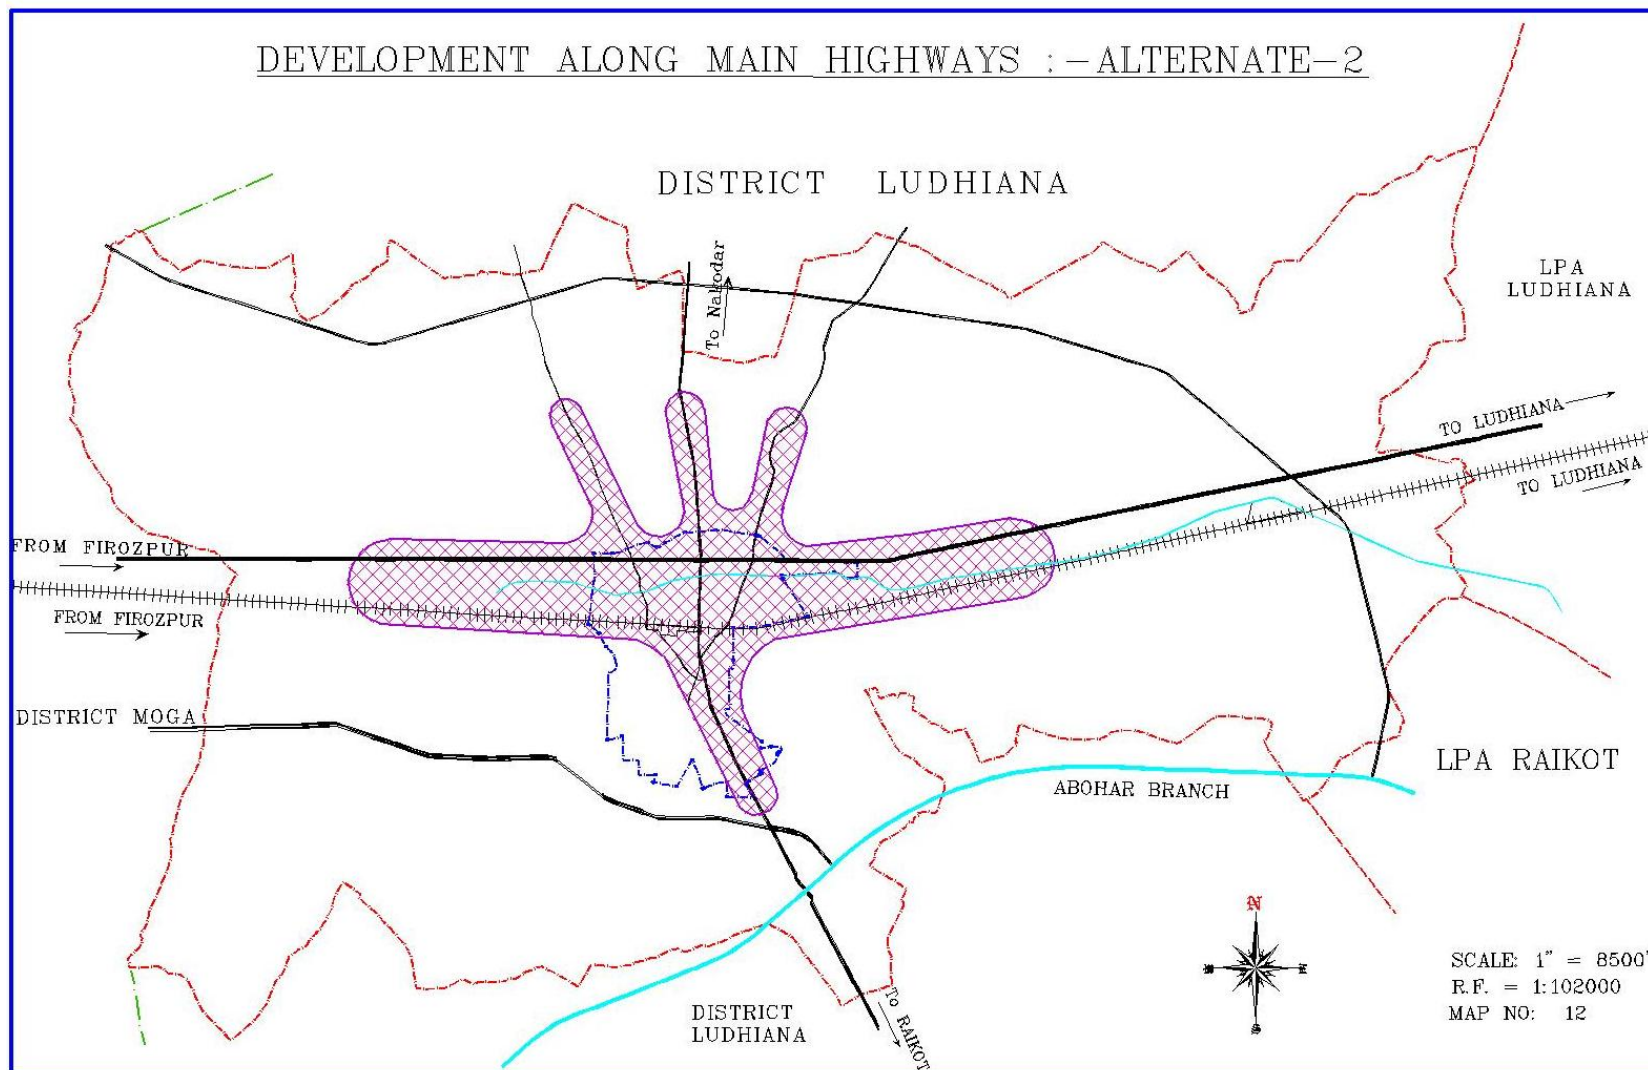 DEVELOPMENT ALONG MAIN HIGHWAYS :-ALTERNATE-2
DISTRICT LUDHIANA
To Nakodar
LPA
LUDHIANA
TO LUDHIANA
TO LUDHIANA
FROM FIROZPUR
FROM FIROZPUR
DISTRICT MOGA
LPA RAIKOT
ABOHAR BRANCH
N
SCALE: 1" = 8500'
R.F. = 1:102000
MAP NO: 12
DISTRICT
LUDHIANA
To RAIKOT